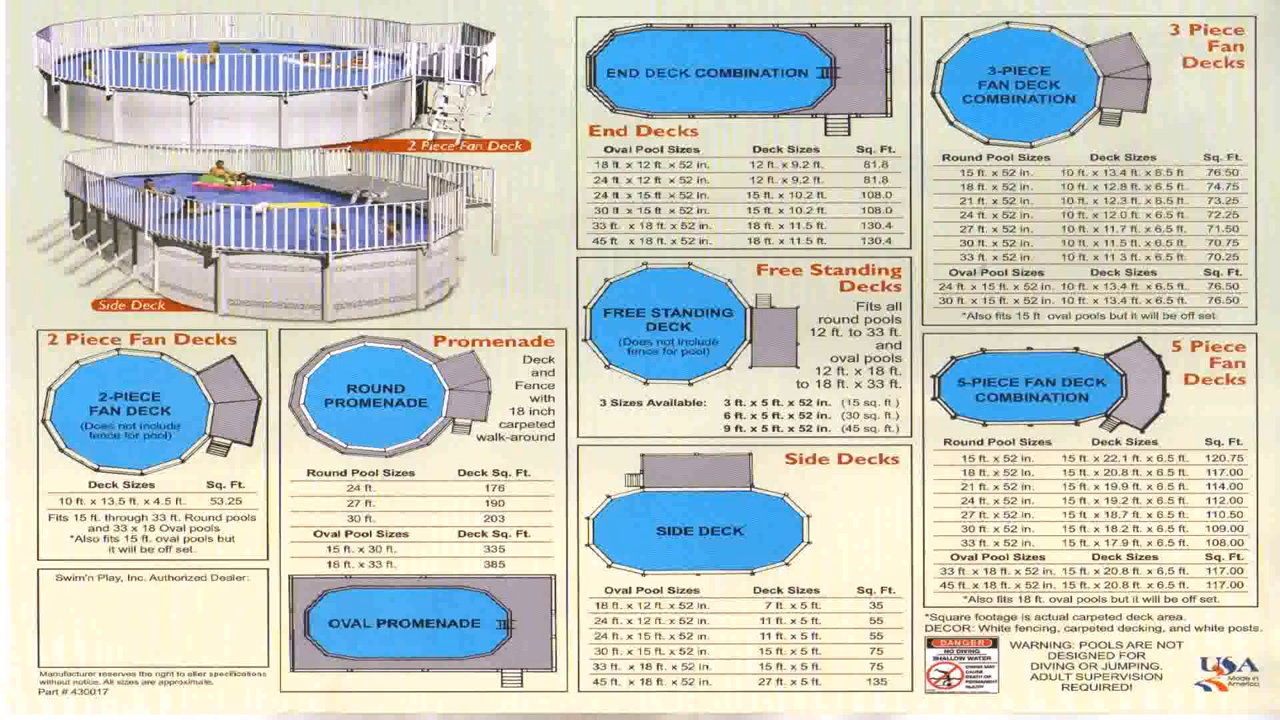 2 Piece Fan Deck
Side Deck
2 Piece Fan Decks
2-PIECE
FAN DECK
(Does not include
fence for pool)
Deck Sizes Sq. Ft.
10 ft. x 13.5 ft. x 4.5 ft. 53.25
Fits 15 ft. through 33 ft. Round pools
and 33 x 18 Oval pools
*Also fits 15 ft. oval pools but
it will be off set.
Swim'n Play, Inc. Authorized Dealer:
Manufacturer reserves the right to alter specifications
without notice. All sizes are approximate.
Part # 430017
Promenade
ROUND
PROMENADE
Deck
and
Fence
with
18 inch
carpeted
walk-around
Round Pool Sizes Deck Sq. Ft.
24 ft. 176
27 ft. 190
30 ft. 203
Oval Pool Sizes Deck Sq. Ft.
15 ft. x 30 ft. 335
18 ft. x 33 ft. 385
OVAL PROMENADE
END DECK COMBINATION
End Decks
Oval Pool Sizes Deck Sizes Sq. Ft.
18 ft. x 12 ft. x 52 in. 12 ft. x 9.2 ft. 81.8
24 ft. x 12 ft. x 52 in. 12 ft. x 9.2 ft. 81.8
24 ft. x 15 ft. x 52 in. 15 ft. x 10.2 ft. 108.0
30 ft. x 15 ft. x 52 in. 15 ft. x 10.2 ft. 108.0
33 ft. x 18 ft. x 52 in. 18 ft. x 11.5 ft. 130.4
45 ft. x 18 ft. x 52 in. 18 ft. x 11.5 ft. 130.4
Free Standing
Decks
FREE STANDING
DECK
(Does not include
fence for pool)
Fits all
round pools
12 ft. to 33 ft.
and
oval pools
12 ft. x 18 ft.
to 18 ft. x 33 ft.
3 Sizes Available: 3 ft. x 5 ft. x 52 in. (15 sq. ft.)
6 ft. x 5 ft. x 52 in. (30 sq. ft.)
9 ft. x 5 ft. x 52 in. (45 sq. ft.)
Side Decks
SIDE DECK
Oval Pool Sizes Deck Sizes Sq. Ft.
18 ft. x 12 ft. x 52 in. 7 ft. x 5 ft. 35
24 ft. x 12 ft. x 52 in. 11 ft. x 5 ft. 55
24 ft. x 15 ft. x 52 in. 11 ft. x 5 ft. 55
30 ft. x 15 ft. x 52 in. 15 ft. x 5 ft. 75
33 ft. x 18 ft. x 52 in. 15 ft. x 5 ft. 75
45 ft. x 18 ft. x 52 in. 27 ft. x 5 ft. 135
3 Piece
Fan
Decks
3-PIECE
FAN DECK
COMBINATION
Round Pool Sizes Deck Sizes Sq. Ft.
15 ft. x 52 in. 10 ft. x 13.4 ft. x 6.5 ft 76.50
18 ft. x 52 in. 10 ft. x 12.8 ft. x 6.5 ft. 74.75
21 ft. x 52 in. 10 ft. x 12.3 ft. x 6.5 ft. 73.25
24 ft. x 52 in. 10 ft. x 12.0 ft. x 6.5 ft. 72.25
27 ft. x 52 in. 10 ft. x 11.7 ft. x 6.5 ft. 71.50
30 ft. x 52 in. 10 ft. x 11.5 ft. x 6.5 ft. 70.75
33 ft. x 52 in. 10 ft. x 11.3 ft. x 6.5 ft. 70.25
Oval Pool Sizes Deck Sizes Sq. Ft.
24 ft. x 15 ft. x 52 in. 10 ft. x 13.4 ft. x 6.5 ft. 76.50
30 ft. x 15 ft. x 52 in. 10 ft. x 13.4 ft. x 6.5 ft. 76.50
*Also fits 15 ft. oval pools but it will be off set.
5 Piece
Fan
Decks
5-PIECE FAN DECK
COMBINATION
Round Pool Sizes Deck Sizes Sq. Ft.
15 ft. x 52 in. 15 ft. x 22.1 ft. x 6.5 ft. 120.75
18 ft. x 52 in. 15 ft. x 20.8 ft. x 6.5 ft. 117.00
21 ft. x 52 in. 15 ft. x 19.9 ft. x 6.5 ft. 114.00
24 ft. x 52 in. 15 ft. x 19.2 ft. x 6.5 ft. 112.00
27 ft. x 52 in. 15 ft. x 18.7 ft. x 6.5 ft. 110.50
30 ft. x 52 in. 15 ft. x 18.2 ft. x 6.5 ft. 109.00
33 ft. x 52 in. 15 ft. x 17.9 ft. x 6.5 ft. 108.00
Oval Pool Sizes Deck Sizes Sq. Ft.
33 ft. x 18 ft. x 52 in. 15 ft. x 20.8 ft. x 6.5 ft. 117.00
45 ft. x 18 ft. x 52 in. 15 ft. x 20.8 ft. x 6.5 ft. 117.00
*Also fits 18 ft. oval pools but it will be off set.
*Square footage is actual carpeted deck area.
DECOR: White fencing, carpeted decking, and white posts.
DANGER
NO DIVING
SHALLOW WATER
DIVING MAY
CAUSE
DEATH OR
PERMANENT
INJURY
WARNING: POOLS ARE NOT
DESIGNED FOR
DIVING OR JUMPING.
ADULT SUPERVISION
REQUIRED!
USA
Made in
America